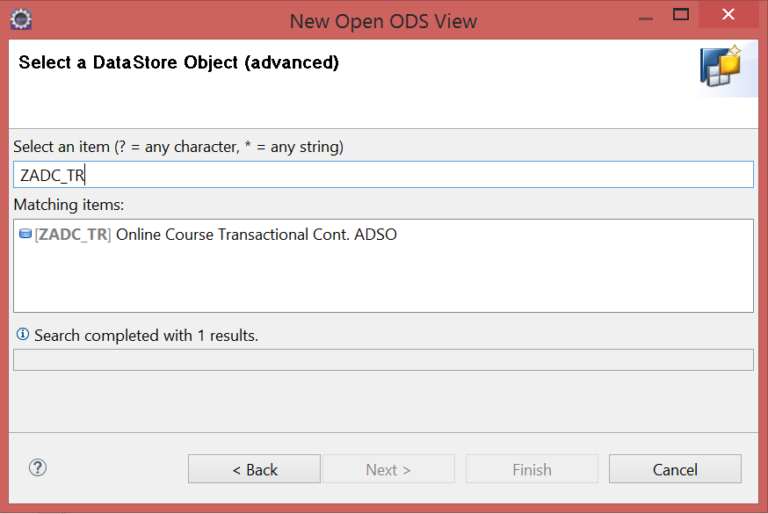 New Open ODS View
Select a DataStore Object (advanced)
Select an item (? = any character, * = any string)
ZADC_TR
Matching items:
[ZADC_TR] Online Course Transactional Cont. ADSO
Search completed with 1 results.
< Back Next > Finish Cancel